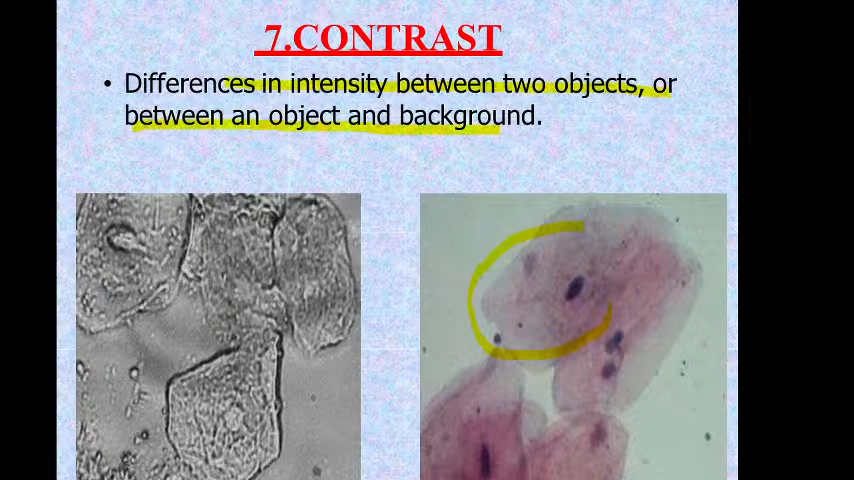 7.CONTRAST
• Differences in intensity between two objects, or
between an object and background.